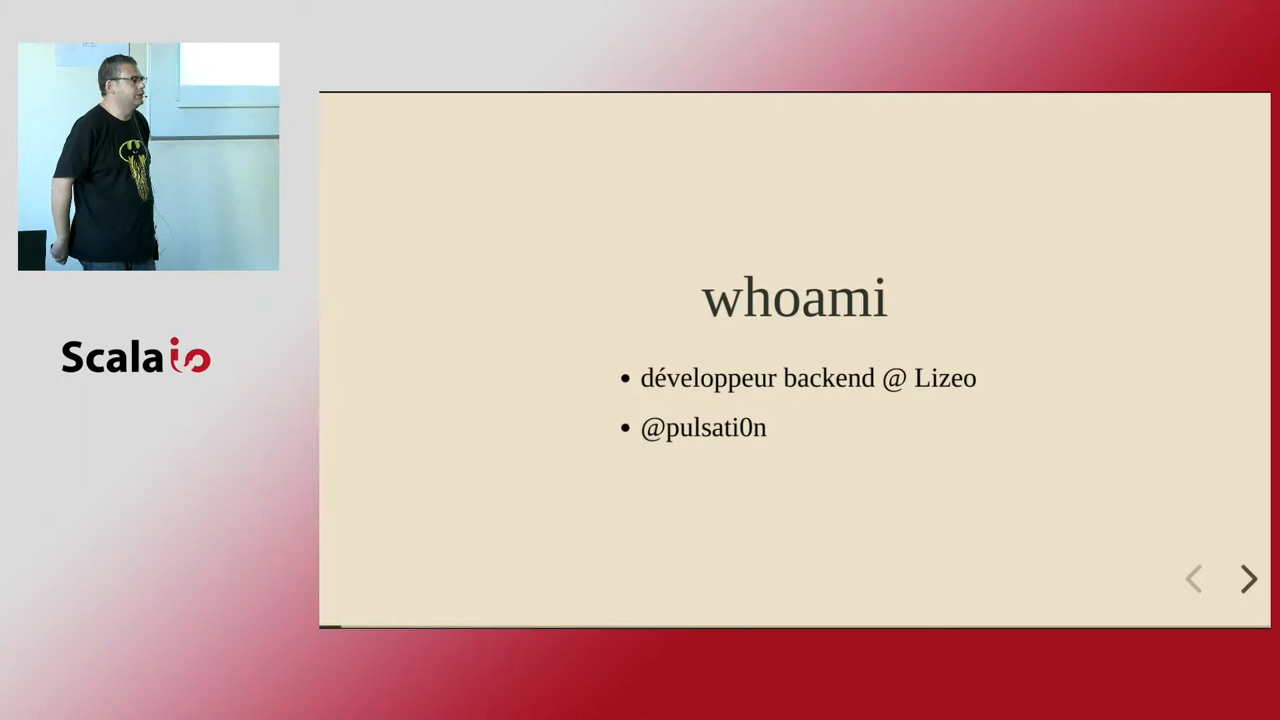 Scala io
whoami
• développeur backend @ Lizeo
• @pulsati0n